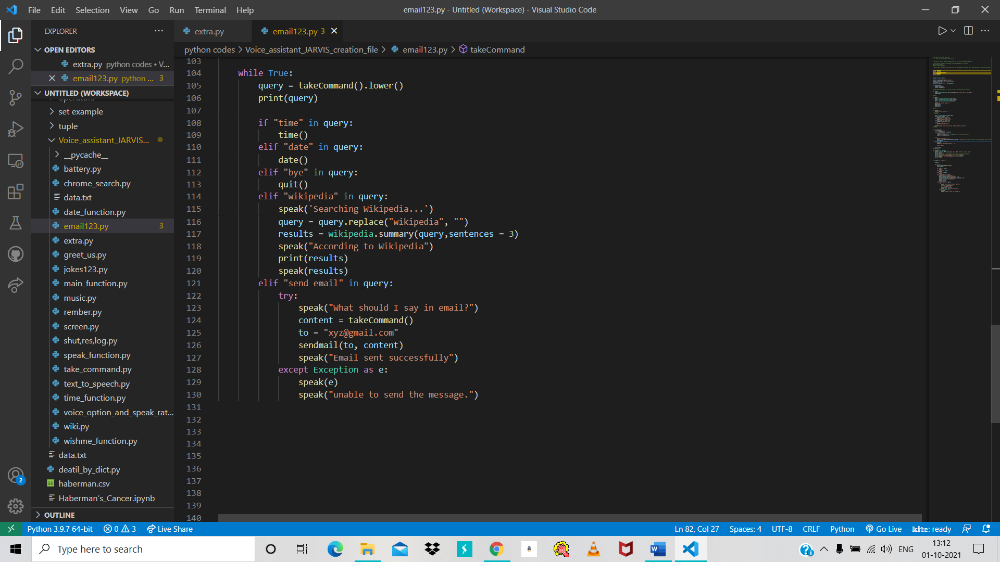 File Edit Selection View Go Run Terminal Help
email123.py - Untitled (Workspace) - Visual Studio Code
EXPLORER
extra.py
email123.py 3
python codes > Voice_assistant_JARVIS_creation_file > email123.py > takeCommand
OPEN EDITORS
extra.py python codes • V...
email123.py python ... 3
UNTITLED (WORKSPACE)
set example
tuple
Voice_assistant_JARVIS...
__pycache__
battery.py
chrome_search.py
data.txt
date_function.py
email123.py 3
extra.py
greet_us.py
jokes123.py
main_function.py
music.py
rember.py
screen.py
shut,res,log.py
speak_function.py
take_command.py
text_to_speech.py
time_function.py
voice_option_and_speak_rat...
wiki.py
wishme_function.py
data.txt
deatil_by_dict.py
haberman.csv
Haberman's_Cancer.ipynb
OUTLINE
103
104 while True:
105 query = takeCommand().lower()
106 print(query)
107
108 if "time" in query:
109 time()
110 elif "date" in query:
111 date()
112 elif "bye" in query:
113 quit()
114 elif "wikipedia" in query:
115 speak('Searching Wikipedia...')
116 query = query.replace("wikipedia", "")
117 results = wikipedia.summary(query,sentences = 3)
118 speak("According to Wikipedia")
119 print(results)
120 speak(results)
121 elif "send email" in query:
122 try:
123 speak("What should I say in email?")
124 content = takeCommand()
125 to = "xyz@gmail.com"
126 sendmail(to, content)
127 speak("Email sent successfully")
128 except Exception as e:
129 speak(e)
130 speak("unable to send the message.")
131
132
133
134
135
136
137
138
139
140
2
Python 3.9.7 64-bit 0 3 Live Share
Ln 82, Col 27 Spaces: 4 UTF-8 CRLF Python Go Live kite: ready
Type here to search
ENG
13:12
01-10-2021